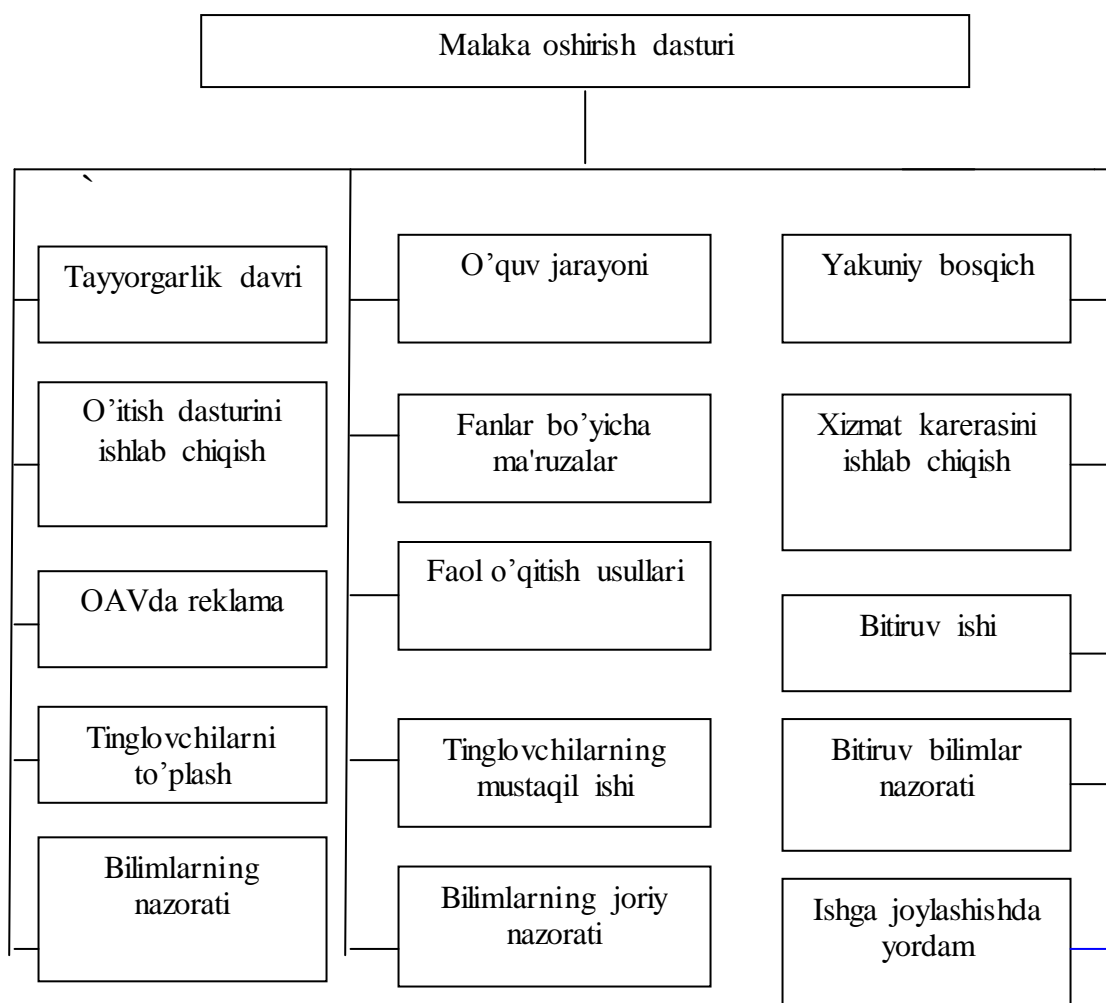 Malaka oshirish dasturi
`
Tayyorgarlik davri
O’itish dasturini
ishlab chiqish
OAVda reklama
Tinglovchilarni
to’plash
Bilimlarning
nazorati
O’quv jarayoni
Fanlar bo’yicha
ma'ruzalar
Faol o’qitish usullari
Tinglovchilarning
mustaqil ishi
Bilimlarning joriy
nazorati
Yakuniy bosqich
Xizmat karerasini
ishlab chiqish
Bitiruv ishi
Bitiruv bilimlar
nazorati
Ishga joylashishda
yordam